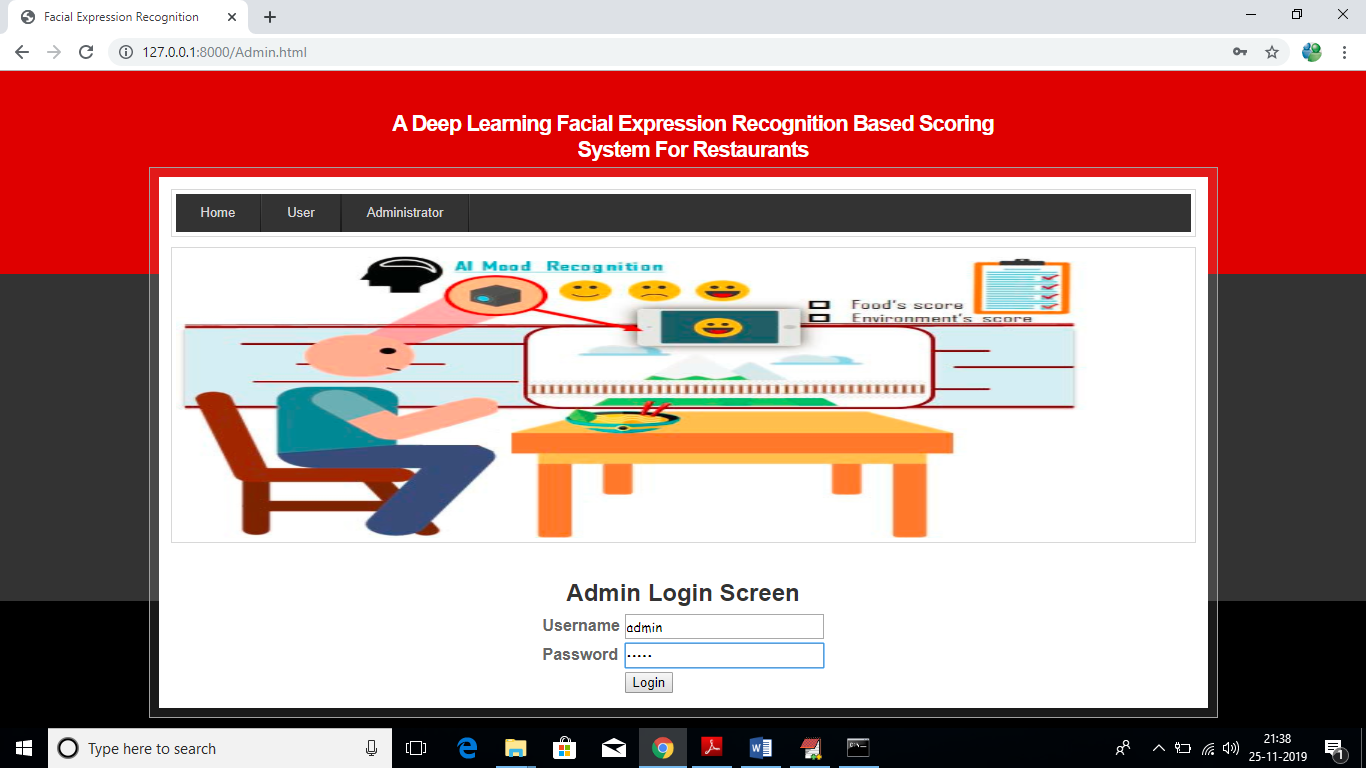 Facial Expression Recognition
127.0.0.1:8000/Admin.html
A Deep Learning Facial Expression Recognition Based Scoring
System For Restaurants
Home User Administrator
AI Mood Recognition
Food's score
Environment's score
Admin Login Screen
Username admin
Password •••••
Login
Type here to search
21:38
25-11-2019
1